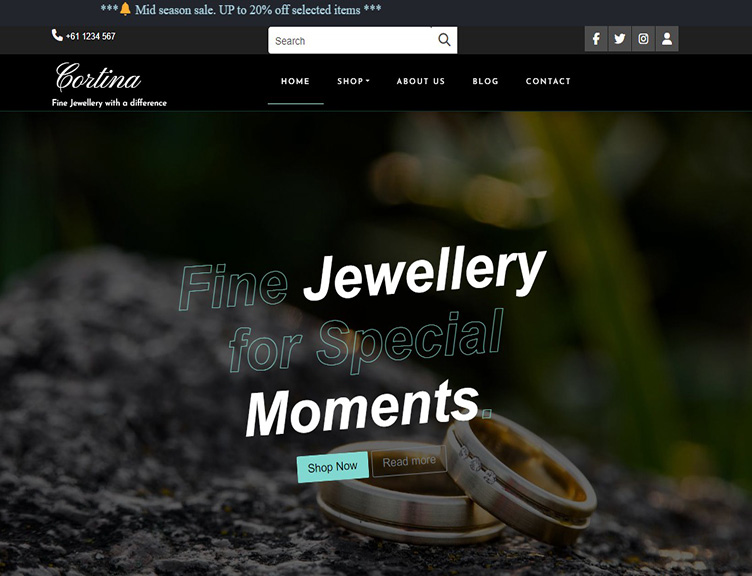 ***🔔 Mid season sale. UP to 20% off selected items ***
+61 1234 567
Search
Cortina
Fine Jewellery with a difference
HOME SHOP ABOUT US BLOG CONTACT
Fine Jewellery
for Special
Moments.
Shop Now Read more